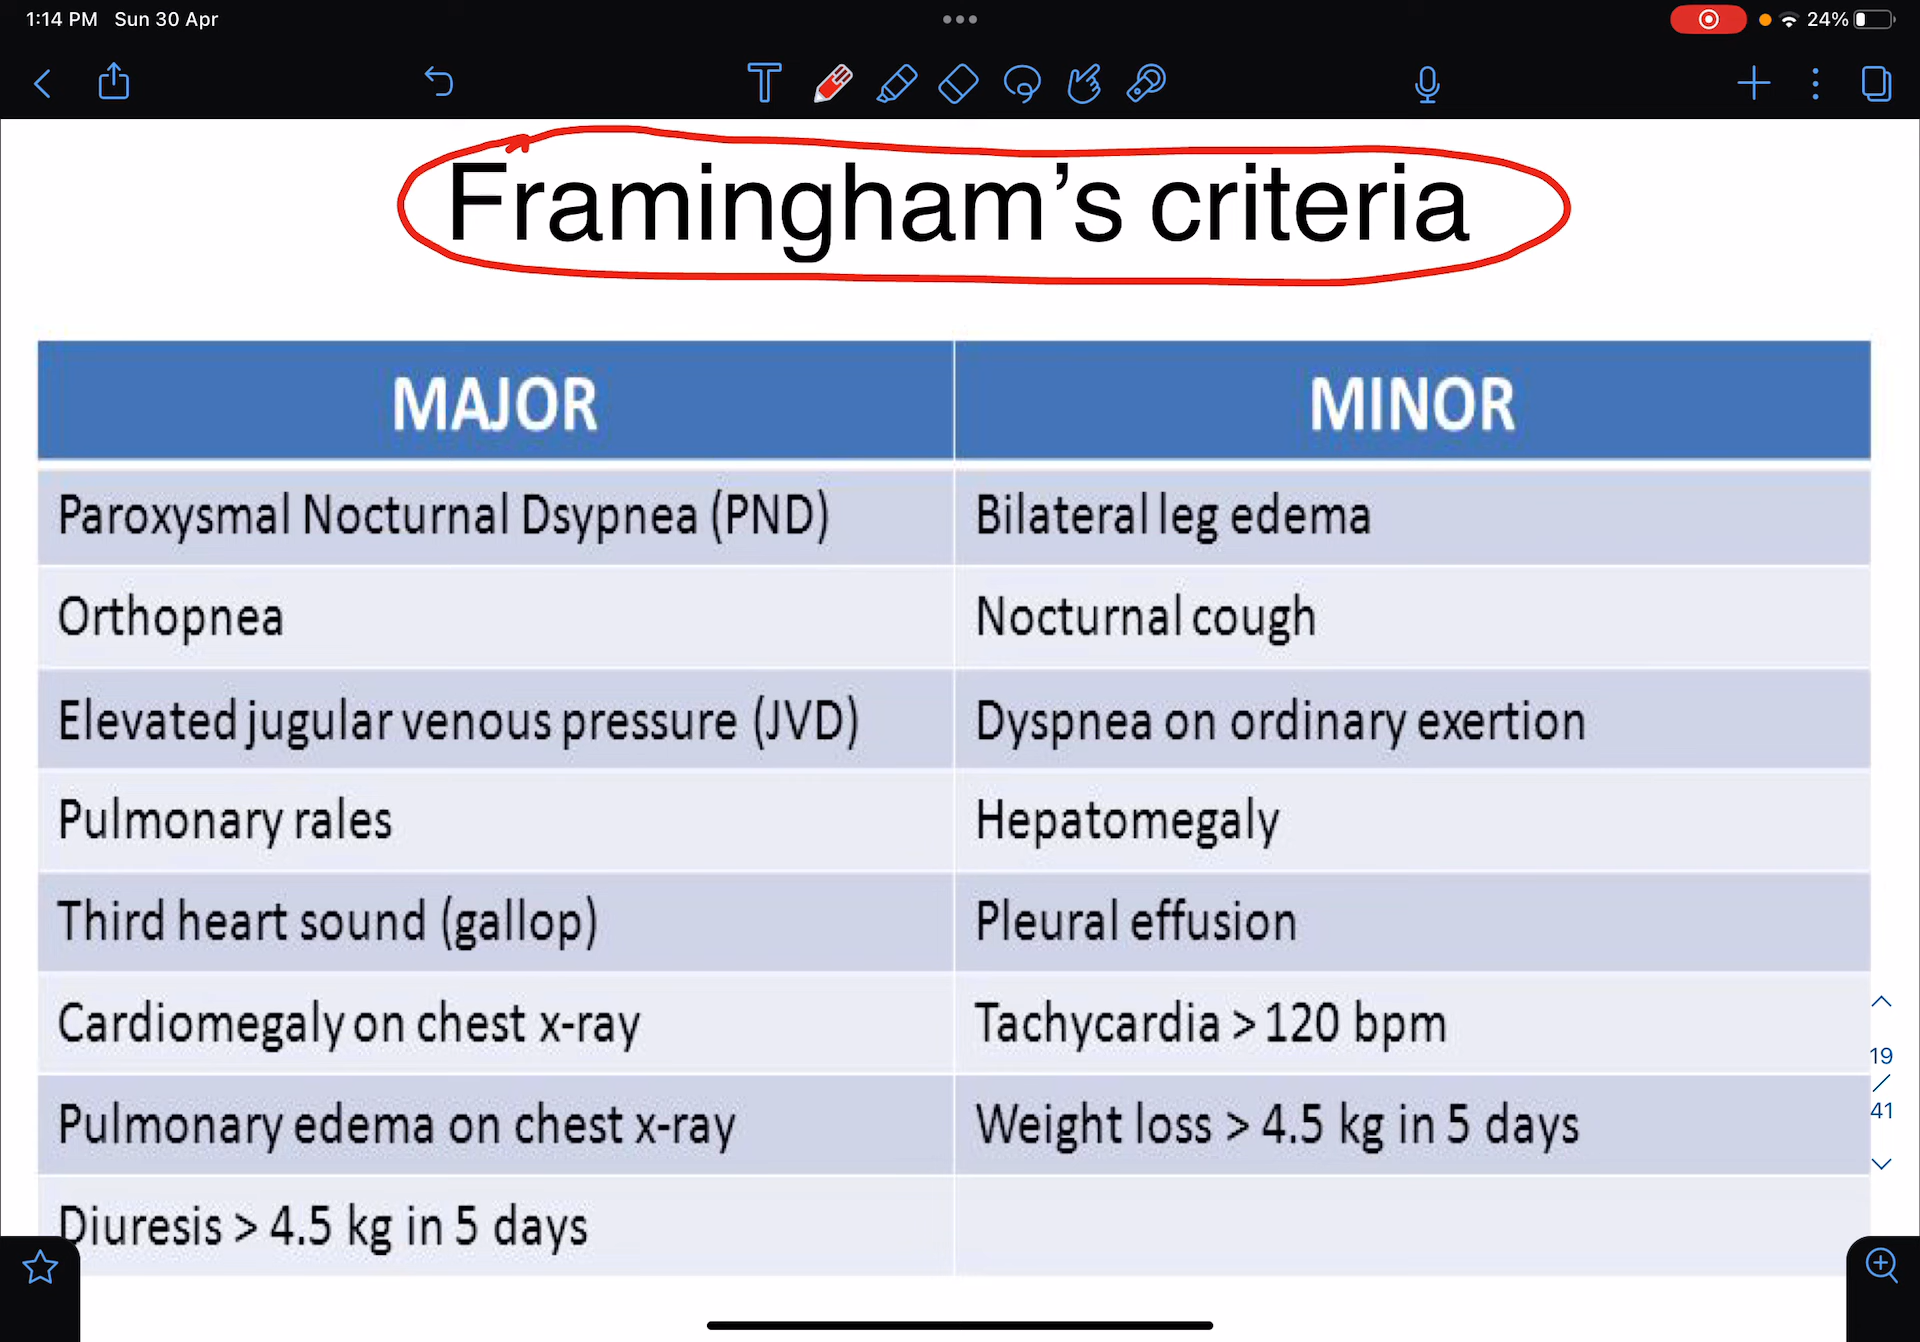 1:14 PM Sun 30 Apr
24%
Framingham’s criteria
MAJOR MINOR
Paroxysmal Nocturnal Dsypnea (PND) Bilateral leg edema
Orthopnea Nocturnal cough
Elevated jugular venous pressure (JVD) Dyspnea on ordinary exertion
Pulmonary rales Hepatomegaly
Third heart sound (gallop) Pleural effusion
Cardiomegaly on chest x-ray Tachycardia > 120 bpm
Pulmonary edema on chest x-ray Weight loss > 4.5 kg in 5 days
Diuresis > 4.5 kg in 5 days
19
/
41